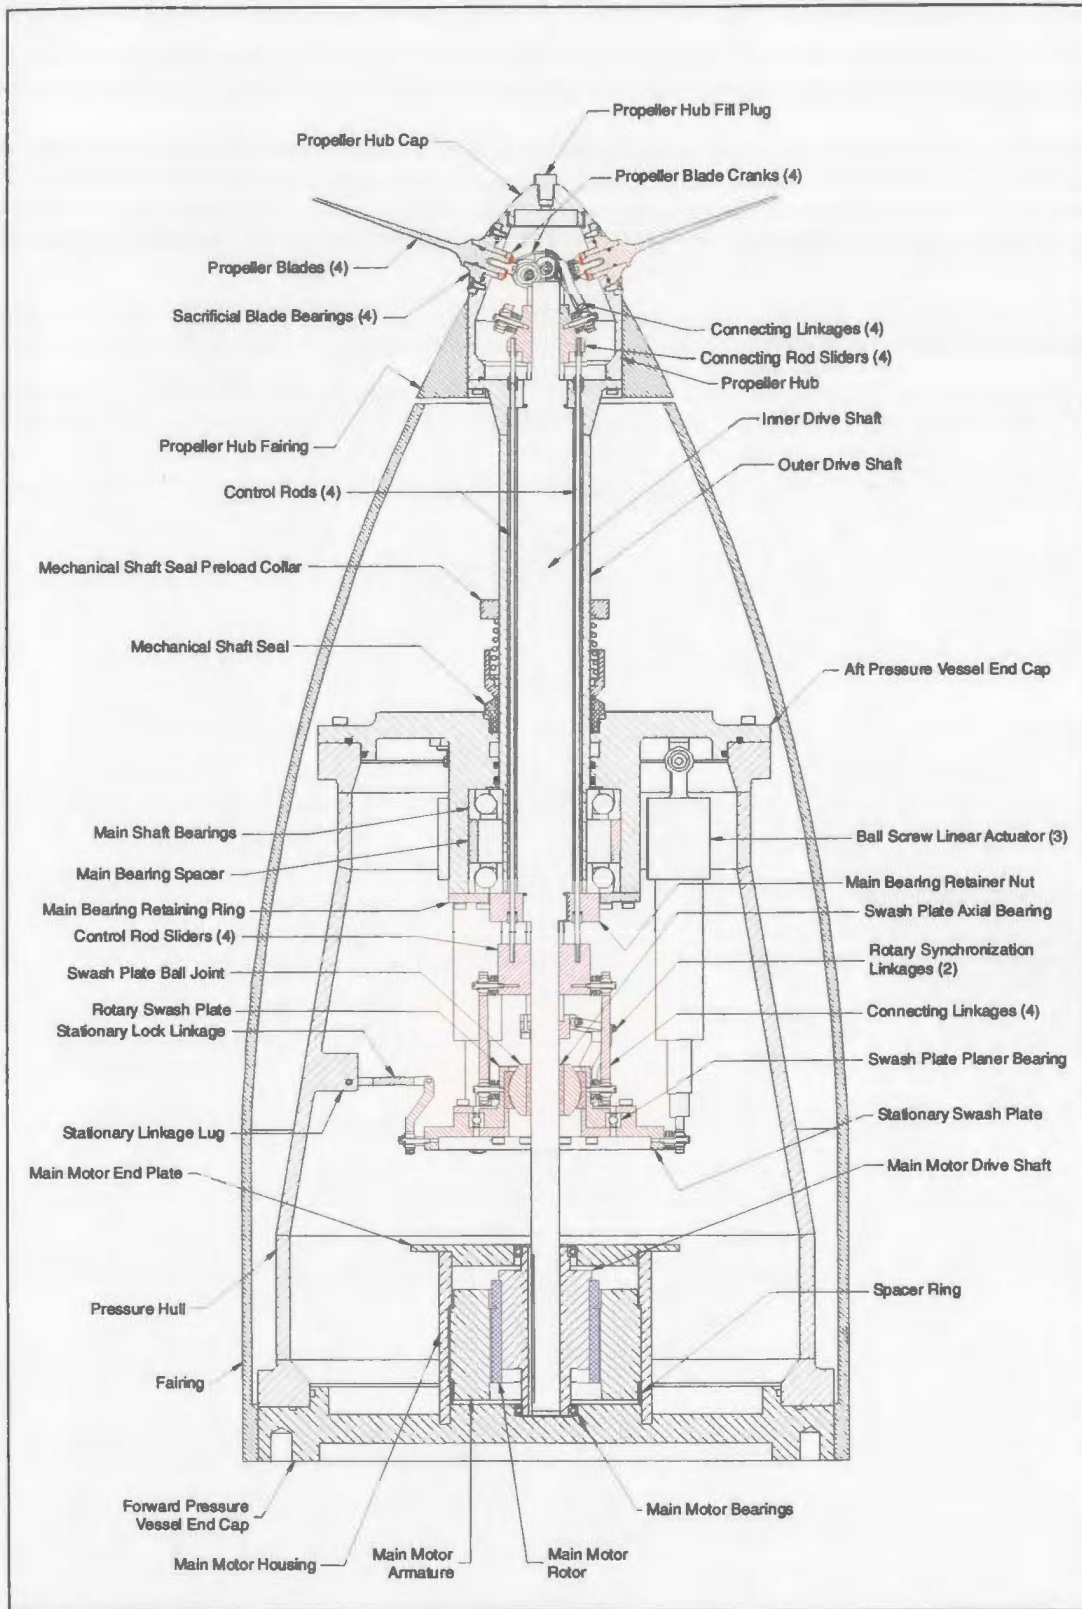 Propeller Hub Fill Plug
Propeller Hub Cap
Propeller Blade Cranks (4)
Propeller Blades (4)
Sacrificial Blade Bearings (4)
Connecting Linkages (4)
Connecting Rod Sliders (4)
Propeller Hub
Inner Drive Shaft
Propeller Hub Fairing
Outer Drive Shaft
Control Rods (4)
Mechanical Shaft Seal Preload Collar
Mechanical Shaft Seal
Aft Pressure Vessel End Cap
Main Shaft Bearings
Ball Screw Linear Actuator (3)
Main Bearing Spacer
Main Bearing Retainer Nut
Main Bearing Retaining Ring
Swash Plate Axial Bearing
Control Rod Sliders (4)
Rotary Synchronization
Linkages (2)
Swash Plate Ball Joint
Rotary Swash Plate
Connecting Linkages (4)
Stationary Lock Linkage
Swash Plate Planer Bearing
Stationary Swash Plate
Stationary Linkage Lug
Main Motor End Plate
Main Motor Drive Shaft
Pressure Hull
Spacer Ring
Fairing
Forward Pressure
Vessel End Cap
Main Motor Bearings
Main Motor Housing
Main Motor
Armature
Main Motor
Rotor